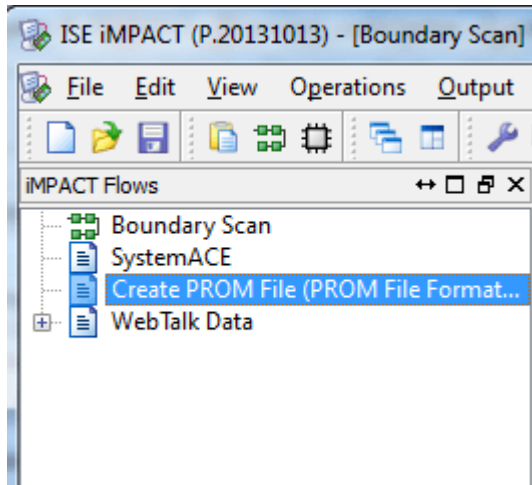 ISE iMPACT (P.20131013) - [Boundary Scan]
File Edit View Operations Output
iMPACT Flows
Boundary Scan
SystemACE
Create PROM File (PROM File Format...
WebTalk Data